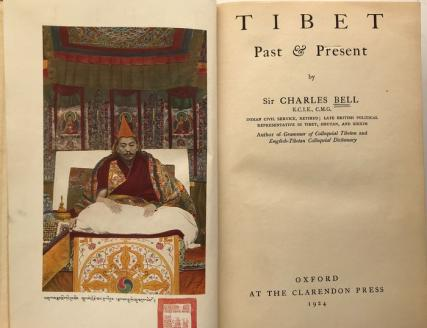 TIBET
Past & Present
by
Sir CHARLES BELL
K.C.I.E., C.M.G.
INDIAN CIVIL SERVICE, RETIRED; LATE BRITISH POLITICAL
REPRESENTATIVE IN TIBET, BHUTAN, AND SIKKIM
Author of Grammar of Colloquial Tibetan and
English-Tibetan Colloquial Dictionary
OXFORD
AT THE CLARENDON PRESS
1924